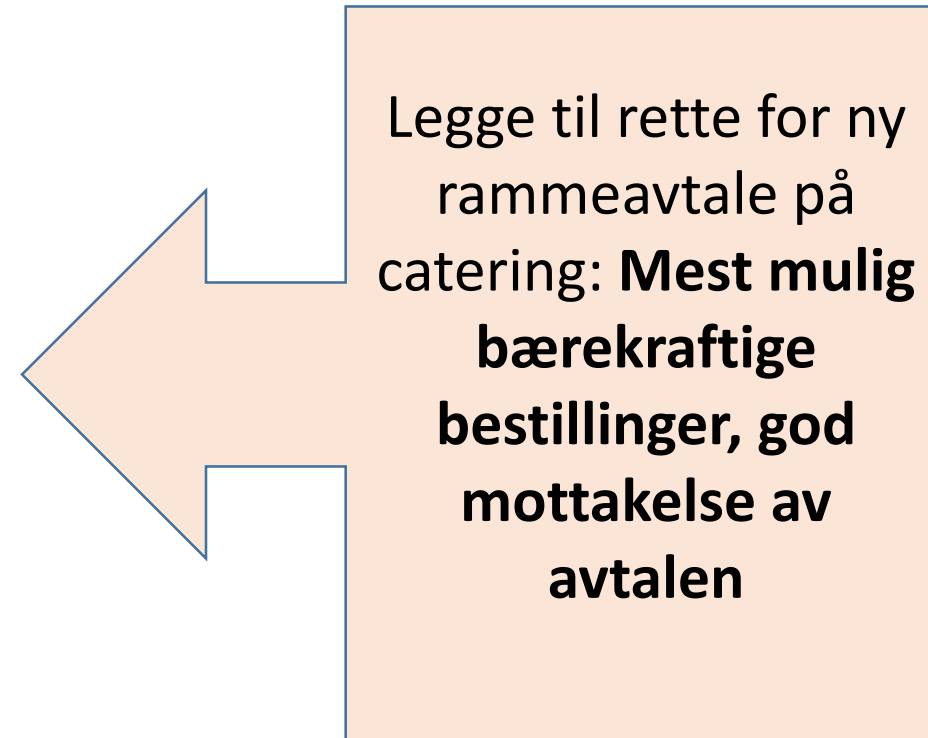 Legge til rette for ny
rammeavtale på
catering: Mest mulig
bærekraftige
bestillinger, god
mottakelse av
avtalen